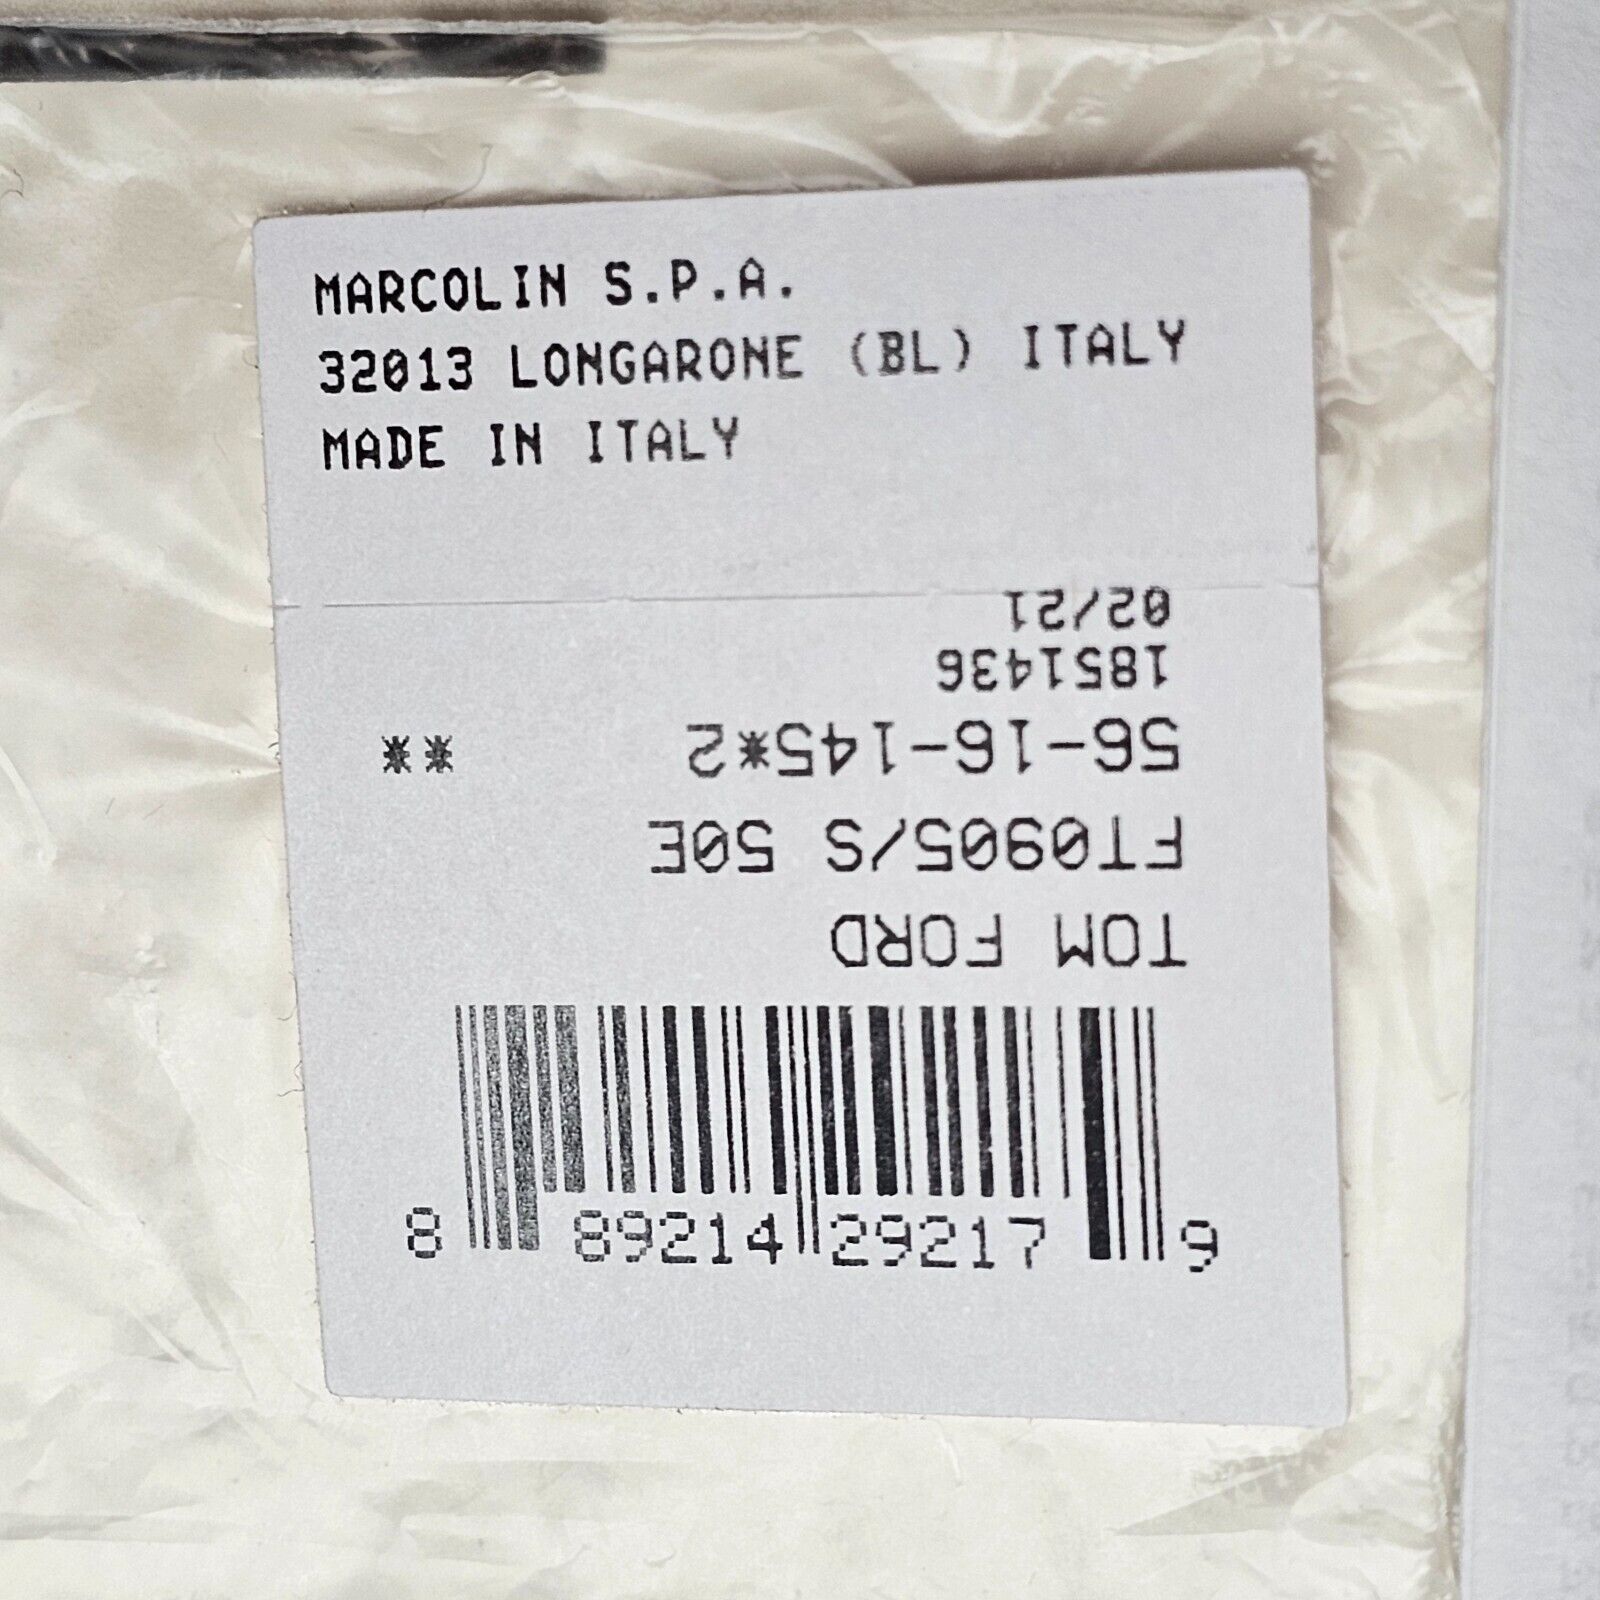 MARCOLIN S.P.A.
32013 LONGARONE (BL) ITALY
MADE IN ITALY
TOM FORD
FT0905/S 50E
56-16-145*2 **
1851436
02/21
8 89214 29217 9